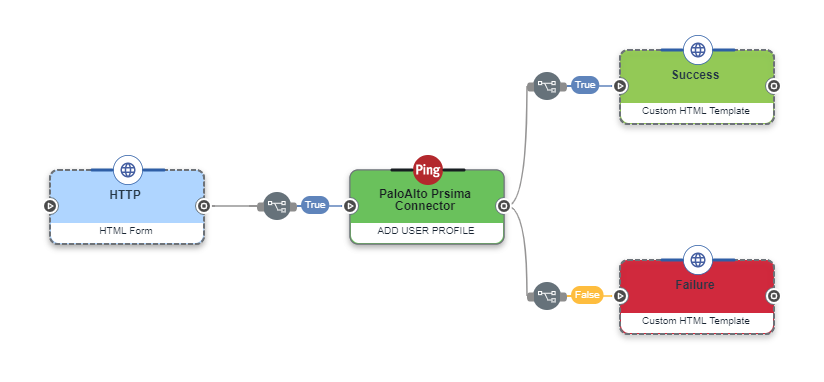 HTTP
HTML Form
True
Ping
PaloAlto Prsima
Connector
ADD USER PROFILE
True
Success
Custom HTML Template
False
Failure
Custom HTML Template